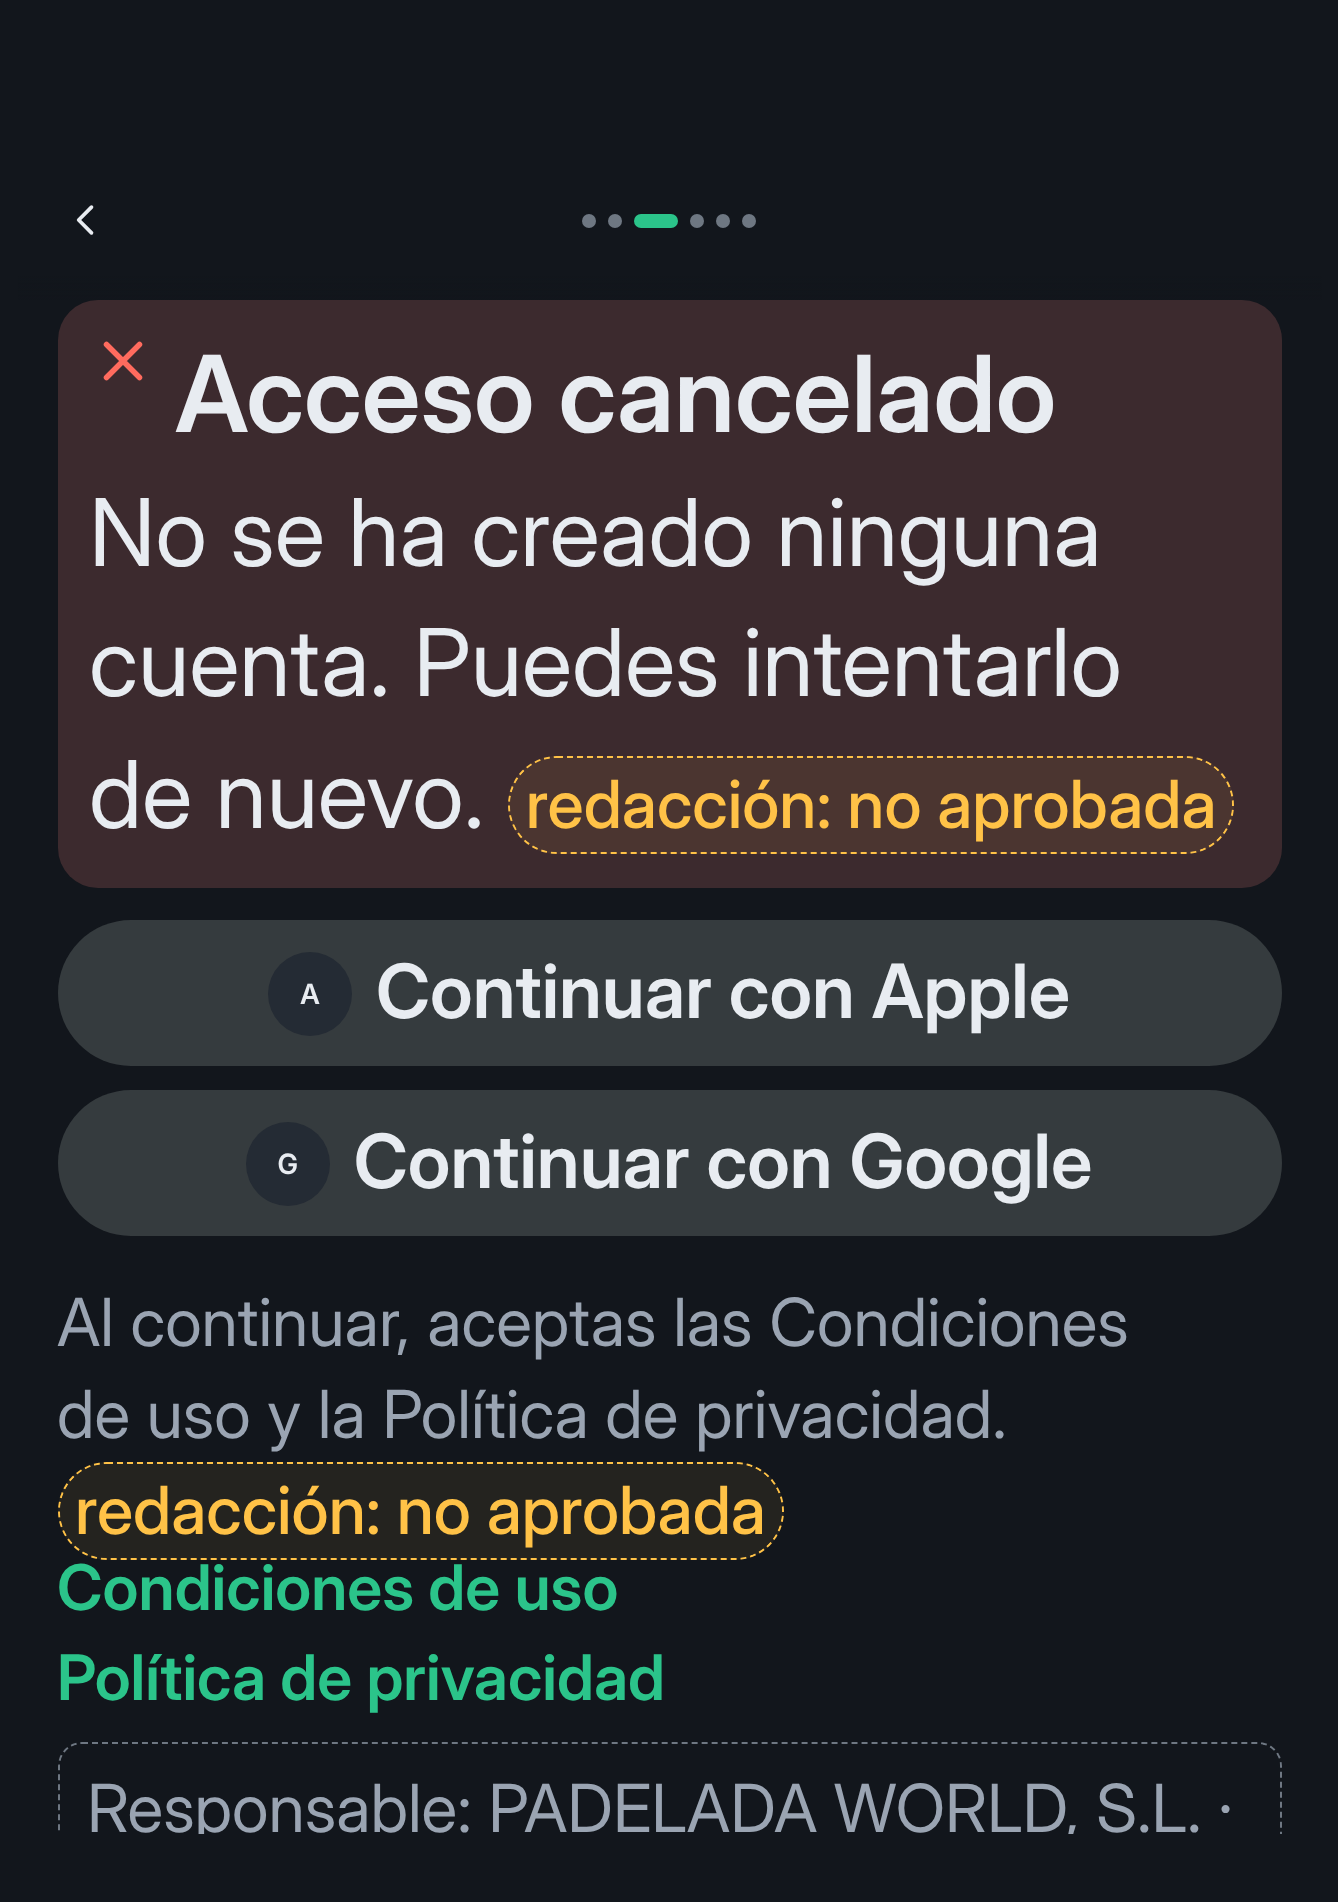 Acceso cancelado
No se ha creado ninguna
cuenta. Puedes intentarlo
de nuevo. redacción: no aprobada
A Continuar con Apple
G Continuar con Google
Al continuar, aceptas las Condiciones
de uso y la Política de privacidad.
redacción: no aprobada
Condiciones de uso
Política de privacidad
Responsable: PADELADA WORLD, S.L. ·